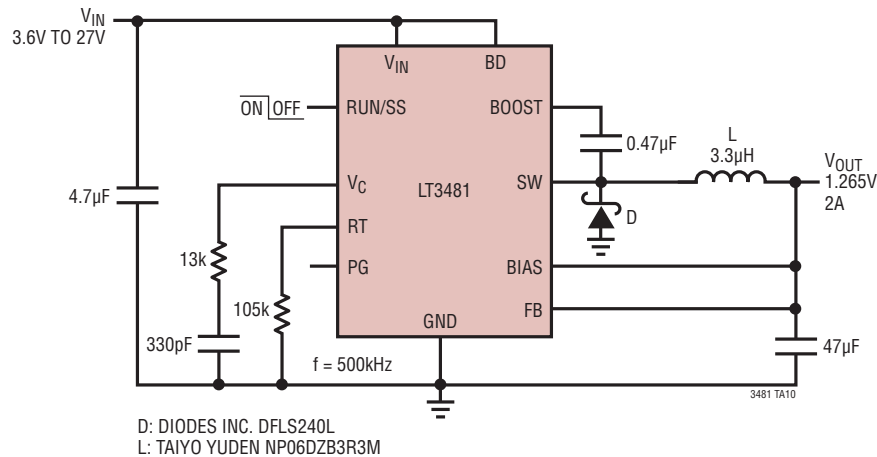 VIN
3.6V TO 27V
VIN
BD
ON OFF
RUN/SS
BOOST
0.47µF
L
3.3µH
VOUT
1.265V
2A
4.7µF
VC
LT3481
SW
D
RT
13k
PG
BIAS
105k
FB
GND
330pF
f = 500kHz
47µF
3481 TA10
D: DIODES INC. DFLS240L
L: TAIYO YUDEN NP06DZB3R3M